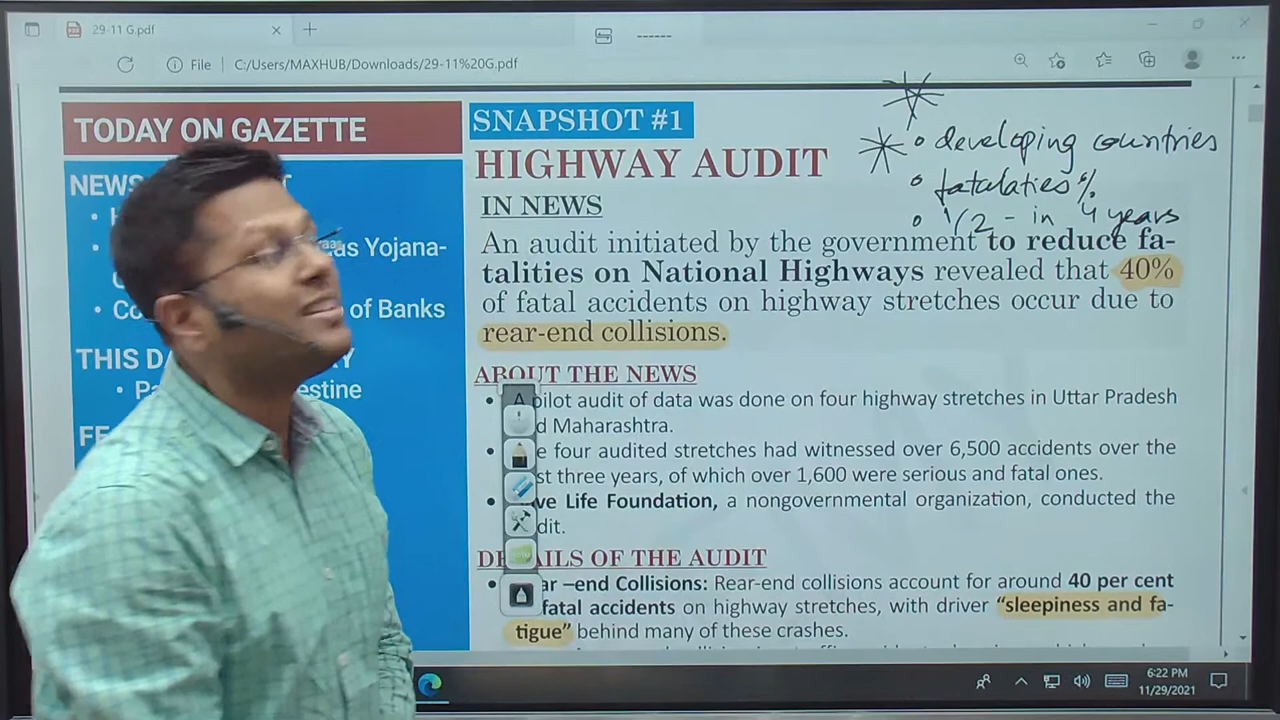 29-11 G.pdf
------
File
C:/Users/MAXHUB/Downloads/29-11%20G.pdf
TODAY ON GAZETTE
NEWS
as Yojana-
of Banks
THIS DA
estine
SNAPSHOT #1
HIGHWAY AUDIT
developing countries
fatalaties %
1/2 - in 4 years
IN NEWS
An audit initiated by the government to reduce fa-
talities on National Highways revealed that 40%
of fatal accidents on highway stretches occur due to
rear-end collisions.
ABOUT THE NEWS
A pilot audit of data was done on four highway stretches in Uttar Pradesh
d Maharashtra.
e four audited stretches had witnessed over 6,500 accidents over the
st three years, of which over 1,600 were serious and fatal ones.
ve Life Foundation, a nongovernmental organization, conducted the
dit.
DETAILS OF THE AUDIT
ar –end Collisions: Rear-end collisions account for around 40 per cent
fatal accidents on highway stretches, with driver “sleepiness and fa-
tigue” behind many of these crashes.
6:22 PM
11/29/2021